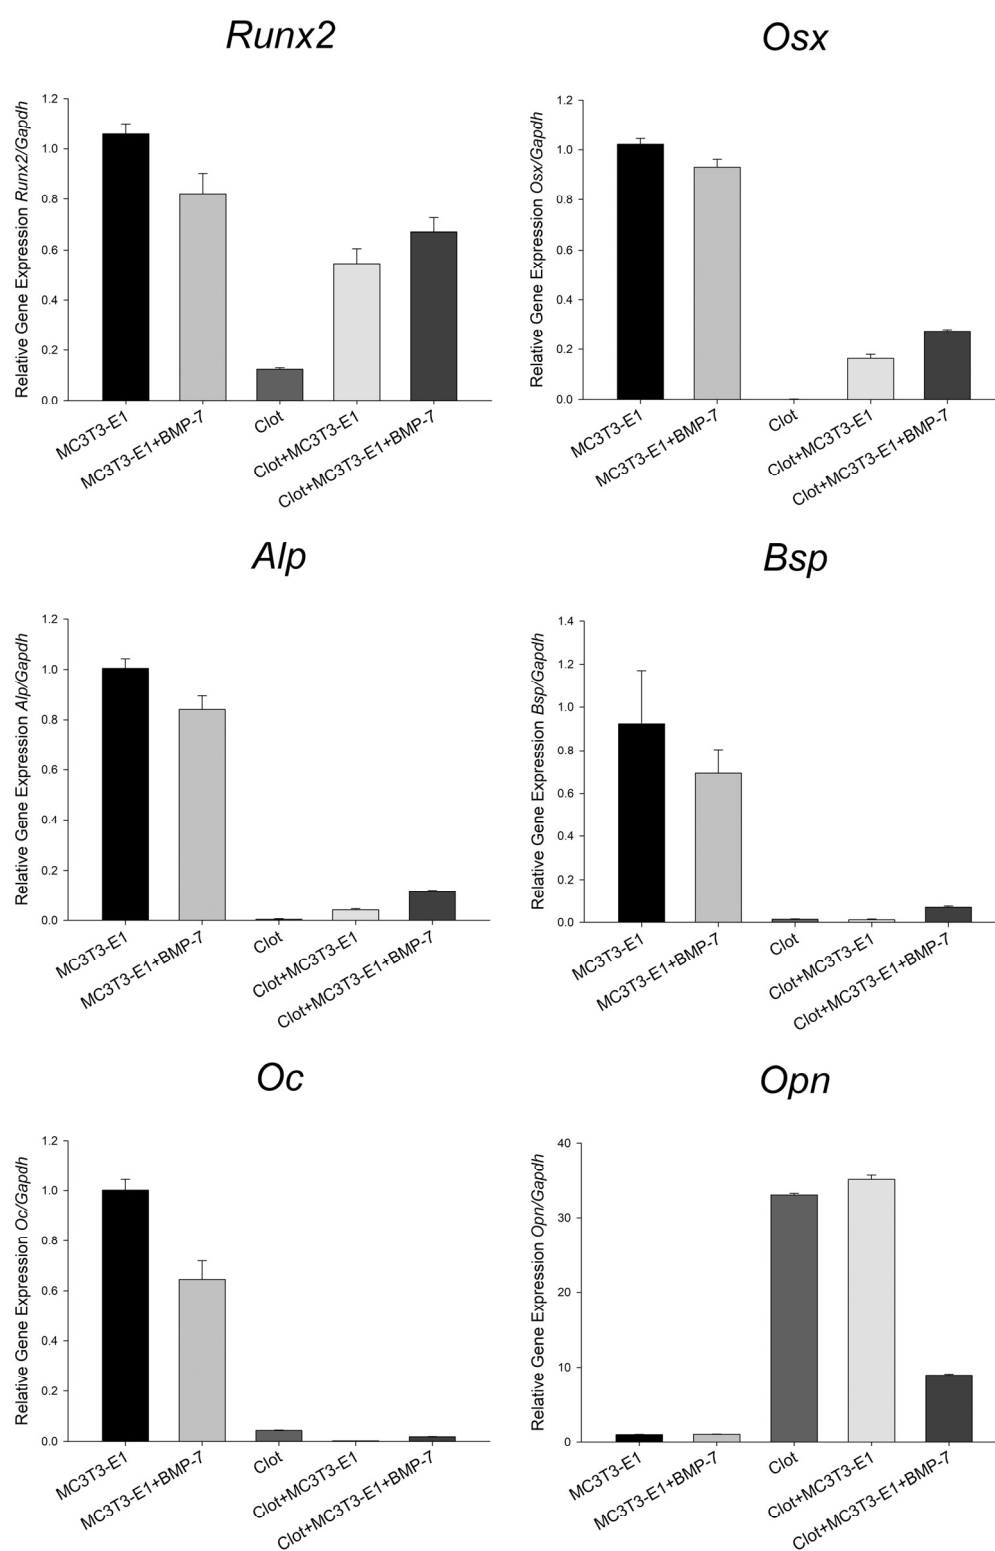 Runx2
Relative Gene Expression Runx2/Gapdh
1.2
1.0
0.8
0.6
0.4
0.2
0.0
MC3T3-E1
MC3T3-E1+BMP-7
Clot
Clot+MC3T3-E1
Clot+MC3T3-E1+BMP-7
Osx
Relative Gene Expression Osx/Gapdh
1.2
1.0
0.8
0.6
0.4
0.2
0.0
MC3T3-E1
MC3T3-E1+BMP-7
Clot
Clot+MC3T3-E1
Clot+MC3T3-E1+BMP-7
Alp
Relative Gene Expression Alp/Gapdh
1.2
1.0
0.8
0.6
0.4
0.2
0.0
MC3T3-E1
MC3T3-E1+BMP-7
Clot
Clot+MC3T3-E1
Clot+MC3T3-E1+BMP-7
Bsp
Relative Gene Expression Bsp/Gapdh
1.4
1.2
1.0
0.8
0.6
0.4
0.2
0.0
MC3T3-E1
MC3T3-E1+BMP-7
Clot
Clot+MC3T3-E1
Clot+MC3T3-E1+BMP-7
Oc
Relative Gene Expression Oc/Gapdh
1.2
1.0
0.8
0.6
0.4
0.2
0.0
MC3T3-E1
MC3T3-E1+BMP-7
Clot
Clot+MC3T3-E1
Clot+MC3T3-E1+BMP-7
Opn
Relative Gene Expression Opn/Gapdh
40
30
20
10
0
MC3T3-E1
MC3T3-E1+BMP-7
Clot
Clot+MC3T3-E1
Clot+MC3T3-E1+BMP-7